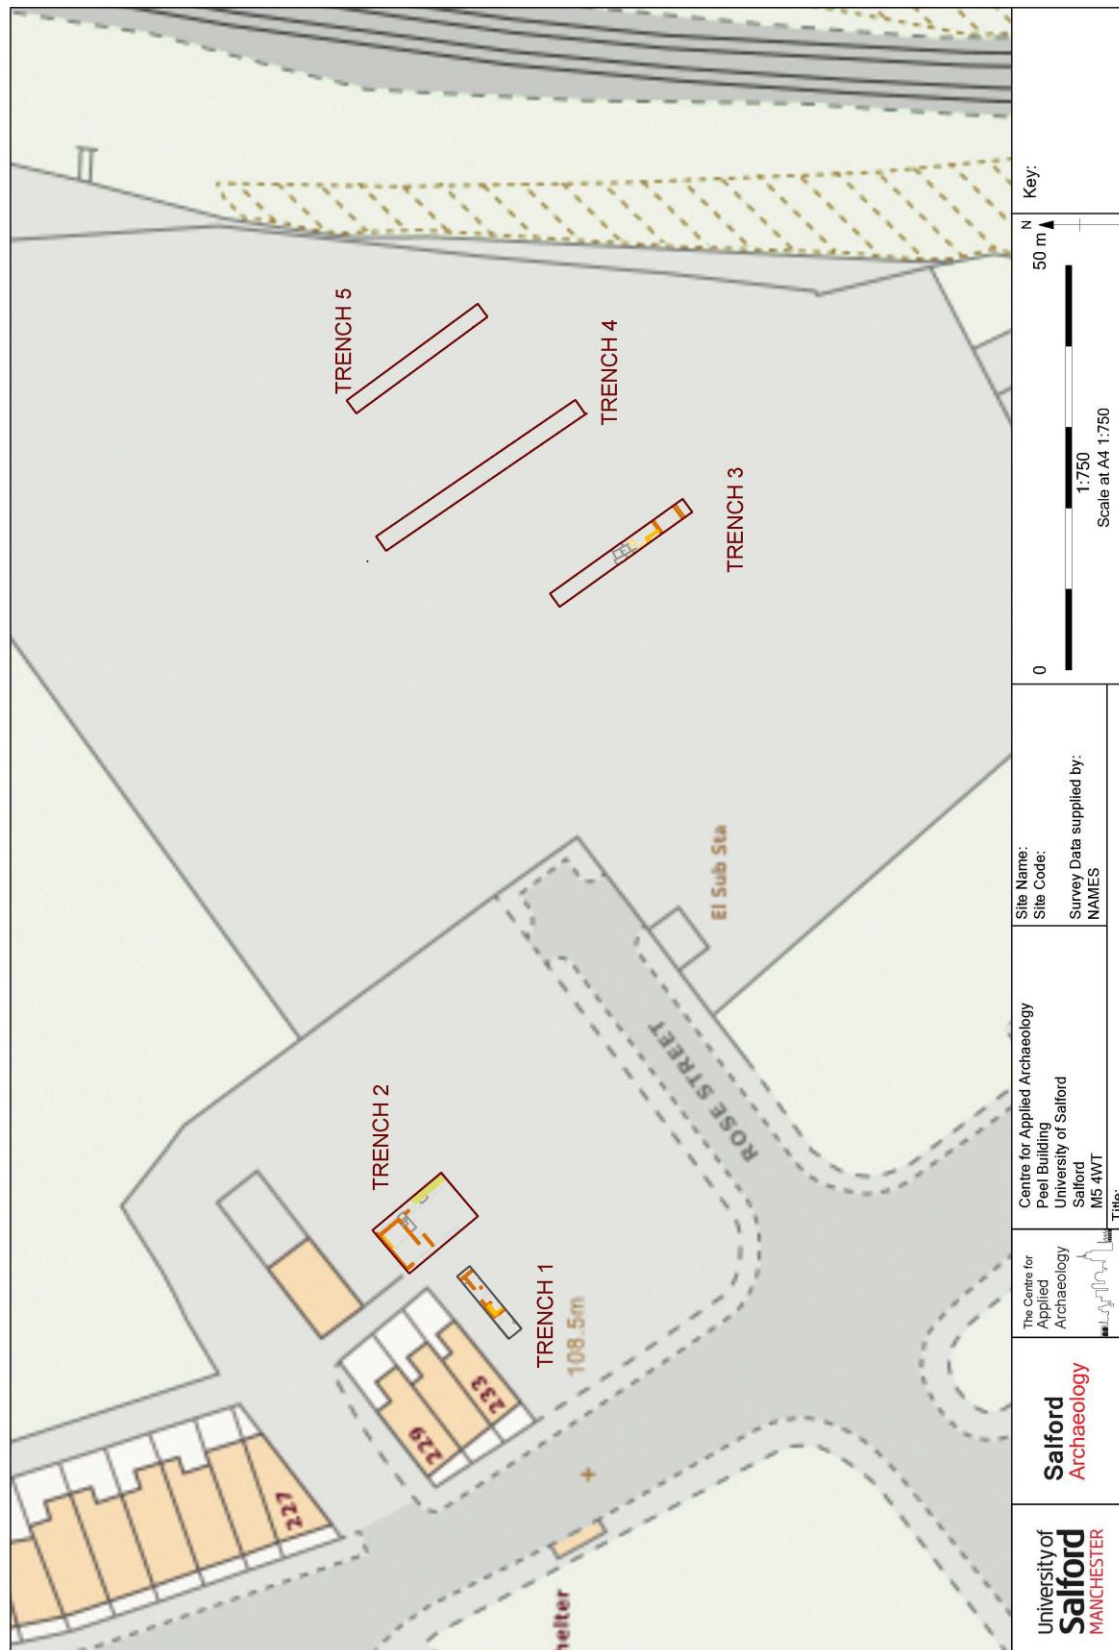 TRENCH 5
TRENCH 4
TRENCH 3
TRENCH 2
TRENCH 1
El Sub Sta
ROSE STREET
108.5m
229
233
227
helter
University of
Salford
MANCHESTER
Salford
Archaeology
The Centre for
Applied
Archaeology
Centre for Applied Archaeology
Peel Building
University of Salford
Salford
M5 4WT
Title:
Site Name:
Site Code:
Survey Data supplied by:
NAMES
0
50 m
N
1:750
Scale at A4 1:750
Key: